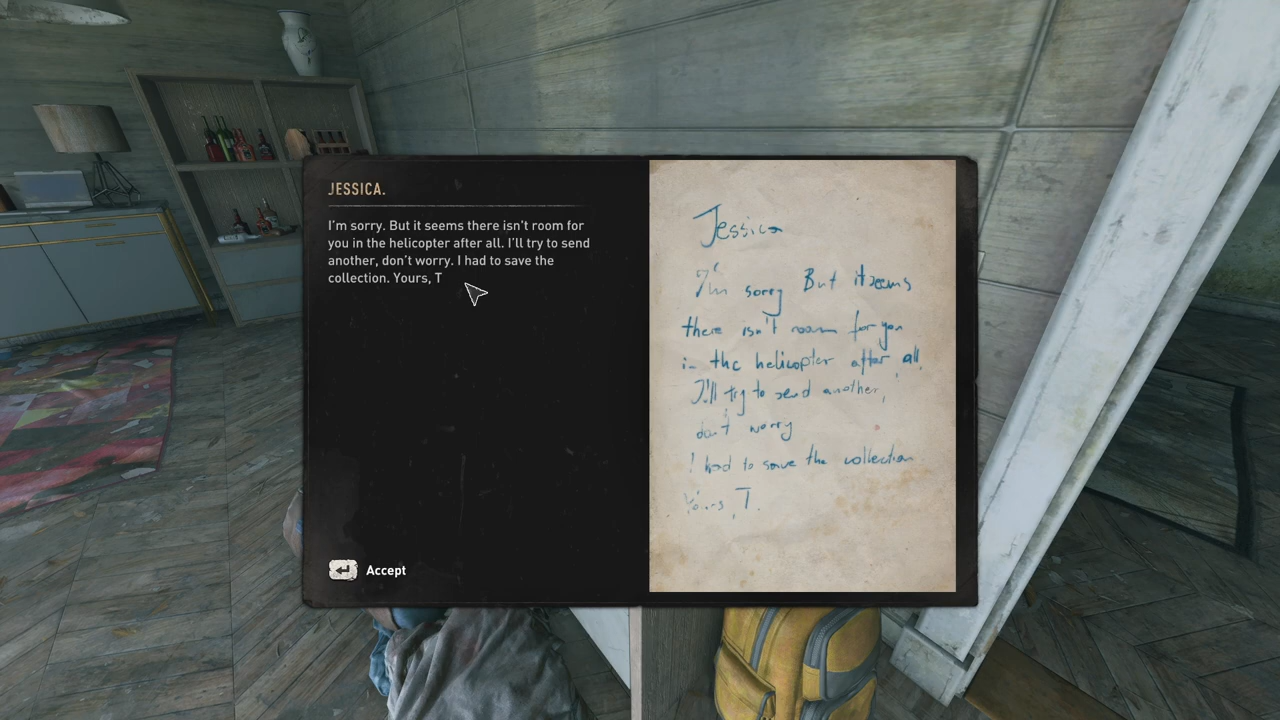 JESSICA.
I'm sorry. But it seems there isn't room for
you in the helicopter after all. I'll try to send
another, don't worry. I had to save the
collection. Yours, T
Accept
Jessica
I'm sorry But it seems
there isn't room for you
in the helicopter after all.
I'll try to send another,
don't worry
I had to save the collection
Yours, T.